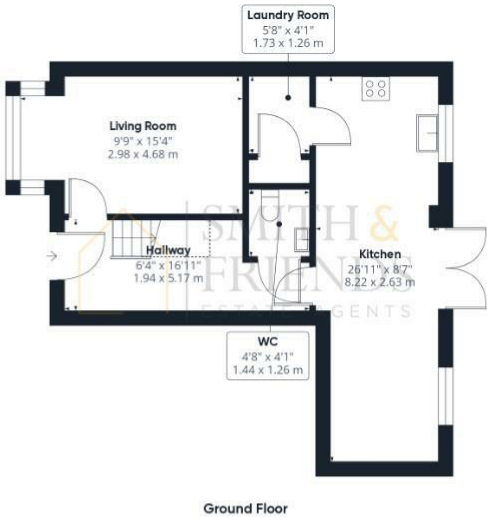 Laundry Room
5'8" x 4'1"
1.73 x 1.26 m
Living Room
9'9" x 15'4"
2.98 x 4.68 m
SMITH &
FRIENDS
ESTATE AGENTS
Hallway
6'4" x 16'11"
1.94 x 5.17 m
Kitchen
26'11" x 8'7"
8.22 x 2.63 m
WC
4'8" x 4'1"
1.44 x 1.26 m
Ground Floor